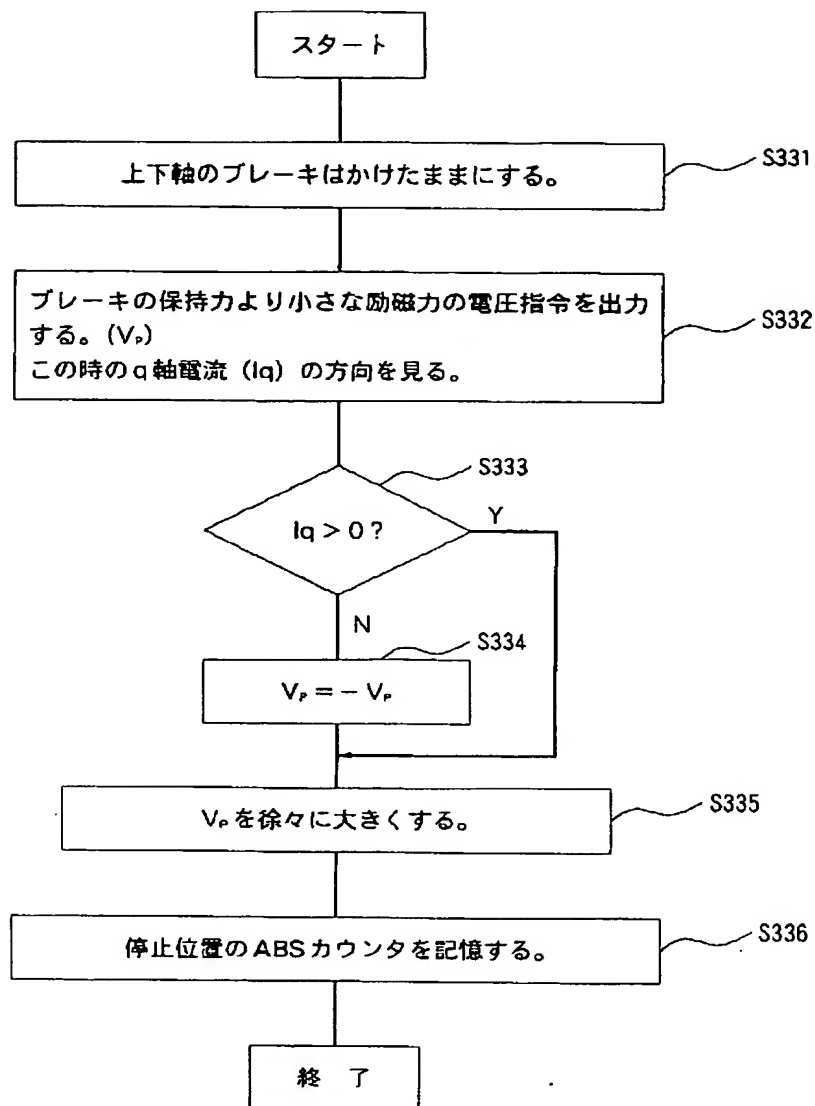 スタート
上下軸のブレーキはかけたままにする。
S331
ブレーキの保持力より小さな励磁力の電圧指令を出力
する。(VP)
この時のq軸電流 (Iq) の方向を見る。
S332
S333
Iq > 0 ?
Y
N
S334
VP = - VP
VPを徐々に大きくする。
S335
停止位置のABSカウンタを記憶する。
S336
終 了